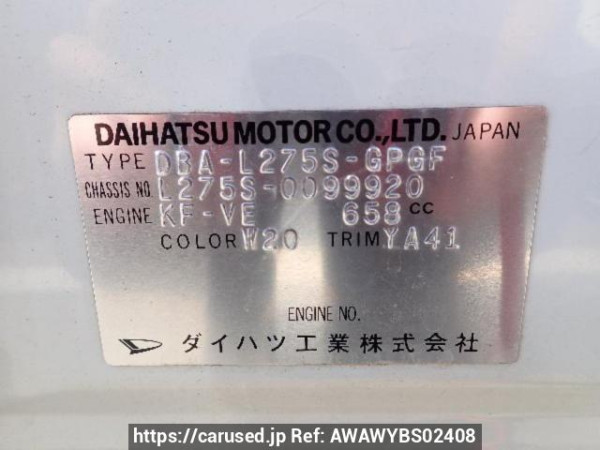 DAIHATSU MOTOR CO.,LTD. JAPAN
TYPE DBA-L275S-GPGF
CHASSIS NO. L275S-0099920
ENGINE KF-VE 658 CC
COLOR W20 TRIM YA41
ENGINE NO.
ダイハツ工業株式会社
https://carused.jp Ref: AWAWYBS02408